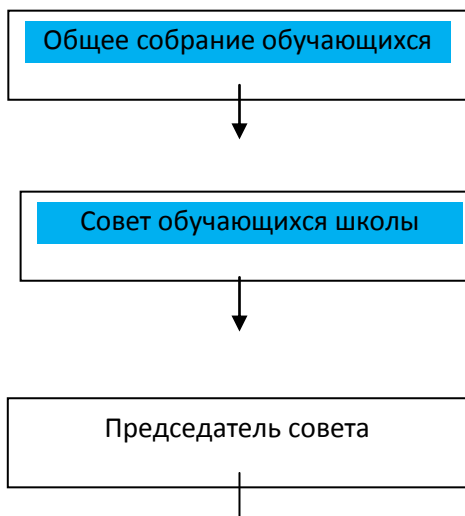 Общее собрание обучающихся
Совет обучающихся школы
Председатель совета